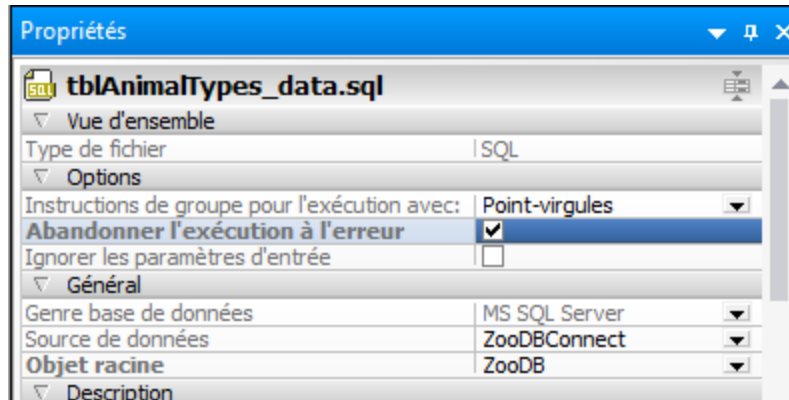 Propriétés
SQL tblAnimalTypes_data.sql
Vue d'ensemble
Type de fichier SQL
Options
Instructions de groupe pour l'exécution avec: Point-virgules
Abandonner l'exécution à l'erreur
Ignorer les paramètres d'entrée
Général
Genre base de données MS SQL Server
Source de données ZooDBConnect
Objet racine ZooDB
Description